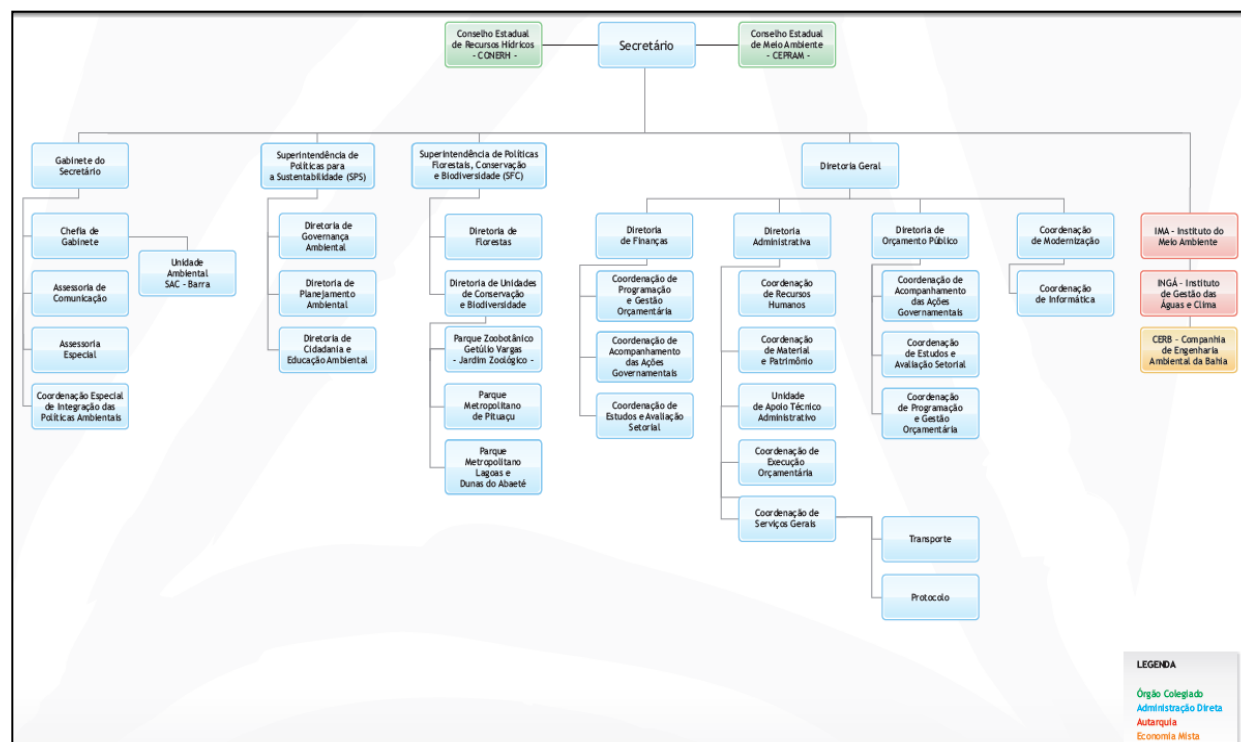 Conselho Estadual
de Recursos Hídricos
- CONERH -
Secretário
Conselho Estadual
de Meio Ambiente
- CEPRAM -
Gabinete do
Secretário
Superintendência de
Políticas para
a Sustentabilidade (SPS)
Superintendência de Políticas
Florestais, Conservação
e Biodiversidade (SFC)
Diretoria Geral
Chefia de
Gabinete
Unidade
Ambiental
SAC - Barra
Assessoria de
Comunicação
Assessoria
Especial
Coordenação Especial
de Integração das
Políticas Ambientais
Diretoria de
Governança
Ambiental
Diretoria de
Planejamento
Ambiental
Diretoria de
Cidadania e
Educação Ambiental
Diretoria de
Florestas
Diretoria de Unidades
de Conservação
e Biodiversidade
Parque Zoobotânico
Getúlio Vargas
- Jardim Zoológico -
Parque
Metropolitano
de Pituaçu
Parque
Metropolitano
Lagoas e
Dunas do Abaeté
Diretoria
de Finanças
Coordenação de
Programação
e Gestão
Orçamentária
Coordenação de
Acompanhamento
das Ações
Governamentais
Coordenação de
Estudos e Avaliação
Setorial
Diretoria
Administrativa
Coordenação
de Recursos
Humanos
Coordenação
de Material
e Patrimônio
Unidade
de Apoio Técnico
Administrativo
Coordenação de
Execução
Orçamentária
Coordenação de
Serviços Gerais
Transporte
Protocolo
Diretoria de
Orçamento Público
Coordenação de
Acompanhamento
das Ações
Governamentais
Coordenação
de Estudos e
Avaliação Setorial
Coordenação
de Programação
e Gestão
Orçamentária
Coordenação
de Modernização
Coordenação
de Informática
IMA - Instituto do
Meio Ambiente
INGÁ - Instituto
de Gestão das
Águas e Clima
CERB - Companhia
de Engenharia
Ambiental da Bahia
LEGENDA
Órgão Colegiado
Administração Direta
Autarquia
Economia Mista